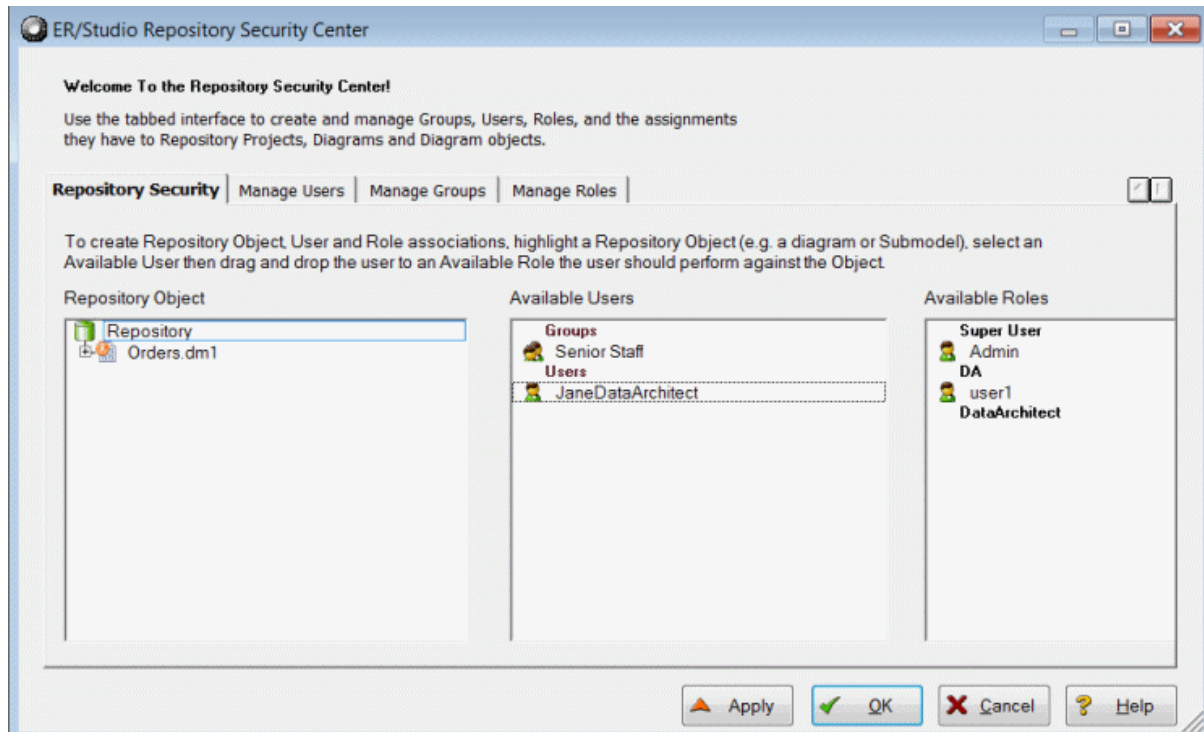 ER/Studio Repository Security Center
Welcome To the Repository Security Center!
Use the tabbed interface to create and manage Groups, Users, Roles, and the assignments
they have to Repository Projects, Diagrams and Diagram objects.
Repository Security Manage Users Manage Groups Manage Roles
To create Repository Object, User and Role associations, highlight a Repository Object (e.g. a diagram or Submodel), select an
Available User then drag and drop the user to an Available Role the user should perform against the Object.
Repository Object
Repository
Orders.dm1
Available Users
Groups
Senior Staff
Users
JaneDataArchitect
Available Roles
Super User
Admin
DA
user1
DataArchitect
Apply OK Cancel Help